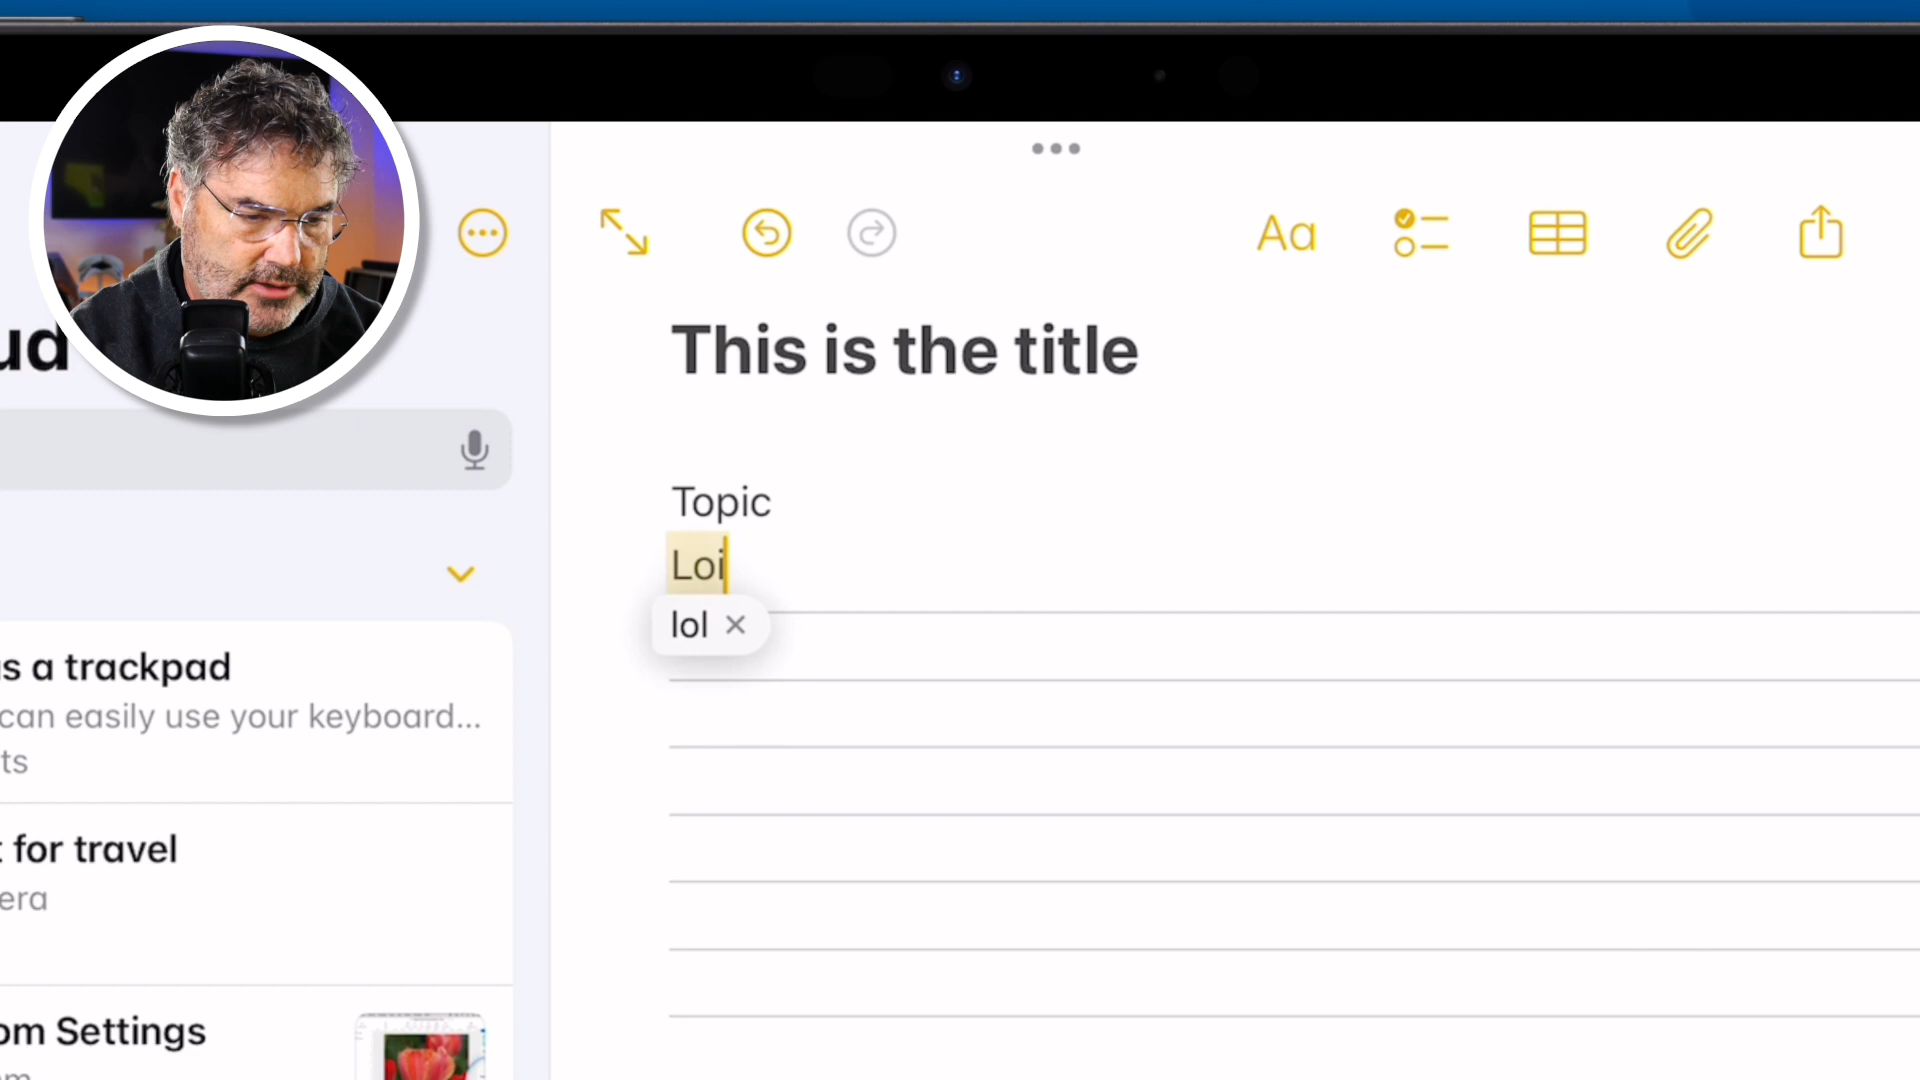 Aa
This is the title
ud
Topic
Loi
lol ×
s a trackpad
can easily use your keyboard...
ts
for travel
era
om Settings